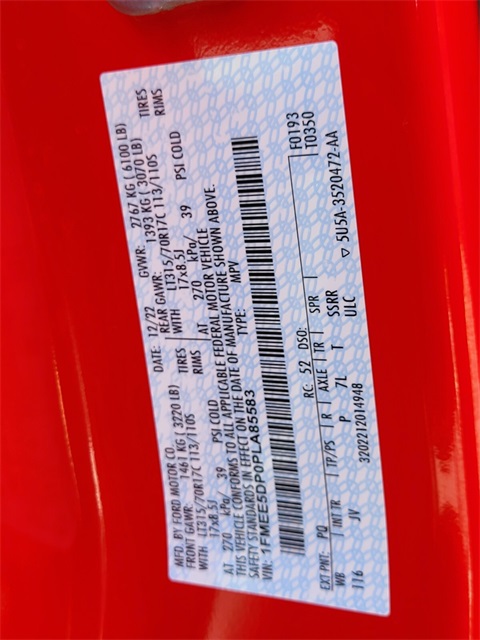 MFD. BY FORD MOTOR CO.
DATE: 12/22 GVWR: 2767 KG ( 6100 LB)
FRONT GAWR: 1461 KG ( 3220 LB) REAR GAWR: 1393 KG ( 3070 LB)
WITH LT315/70R17C 113/110S TIRES WITH LT315/70R17C 113/110S TIRES
17x8.5J RIMS 17x8.5J RIMS
AT 270 kPa/ 39 PSI COLD AT 270 kPa/ 39 PSI COLD
THIS VEHICLE CONFORMS TO ALL APPLICABLE FEDERAL MOTOR VEHICLE
SAFETY STANDARDS IN EFFECT ON THE DATE OF MANUFACTURE SHOWN ABOVE.
VIN: 1FMEE5DP0PLA85583 TYPE: MPV
F0193
T0350
EXT PNT: PQ RC: 52 DSO:
WB INT TR TP/PS R AXLE TR SPR
J16 JV P 7L T SSRR
ULC
3202212014948 ▽ 5U5A-3520472-AA